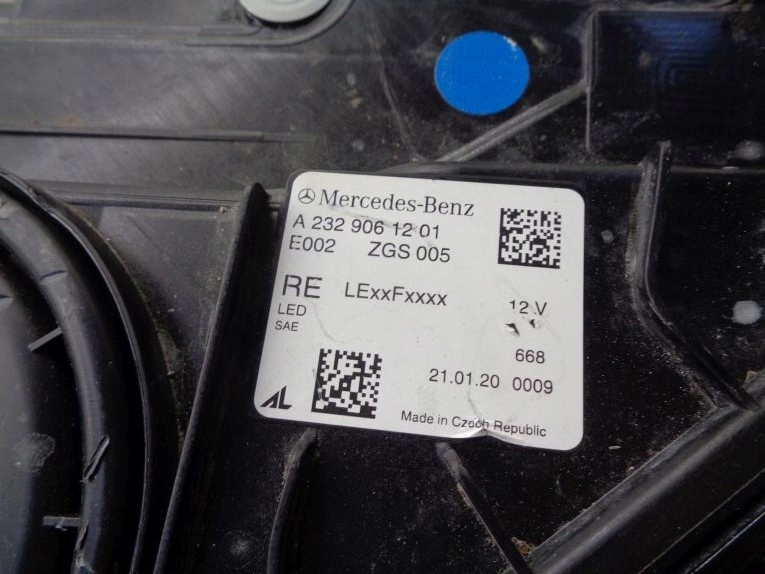 Mercedes-Benz
A 232 906 12 01
E002 ZGS 005
RE LExxFxxxx 12 V
LED
SAE
668
21.01.20 0009
AL
Made in Czech Republic